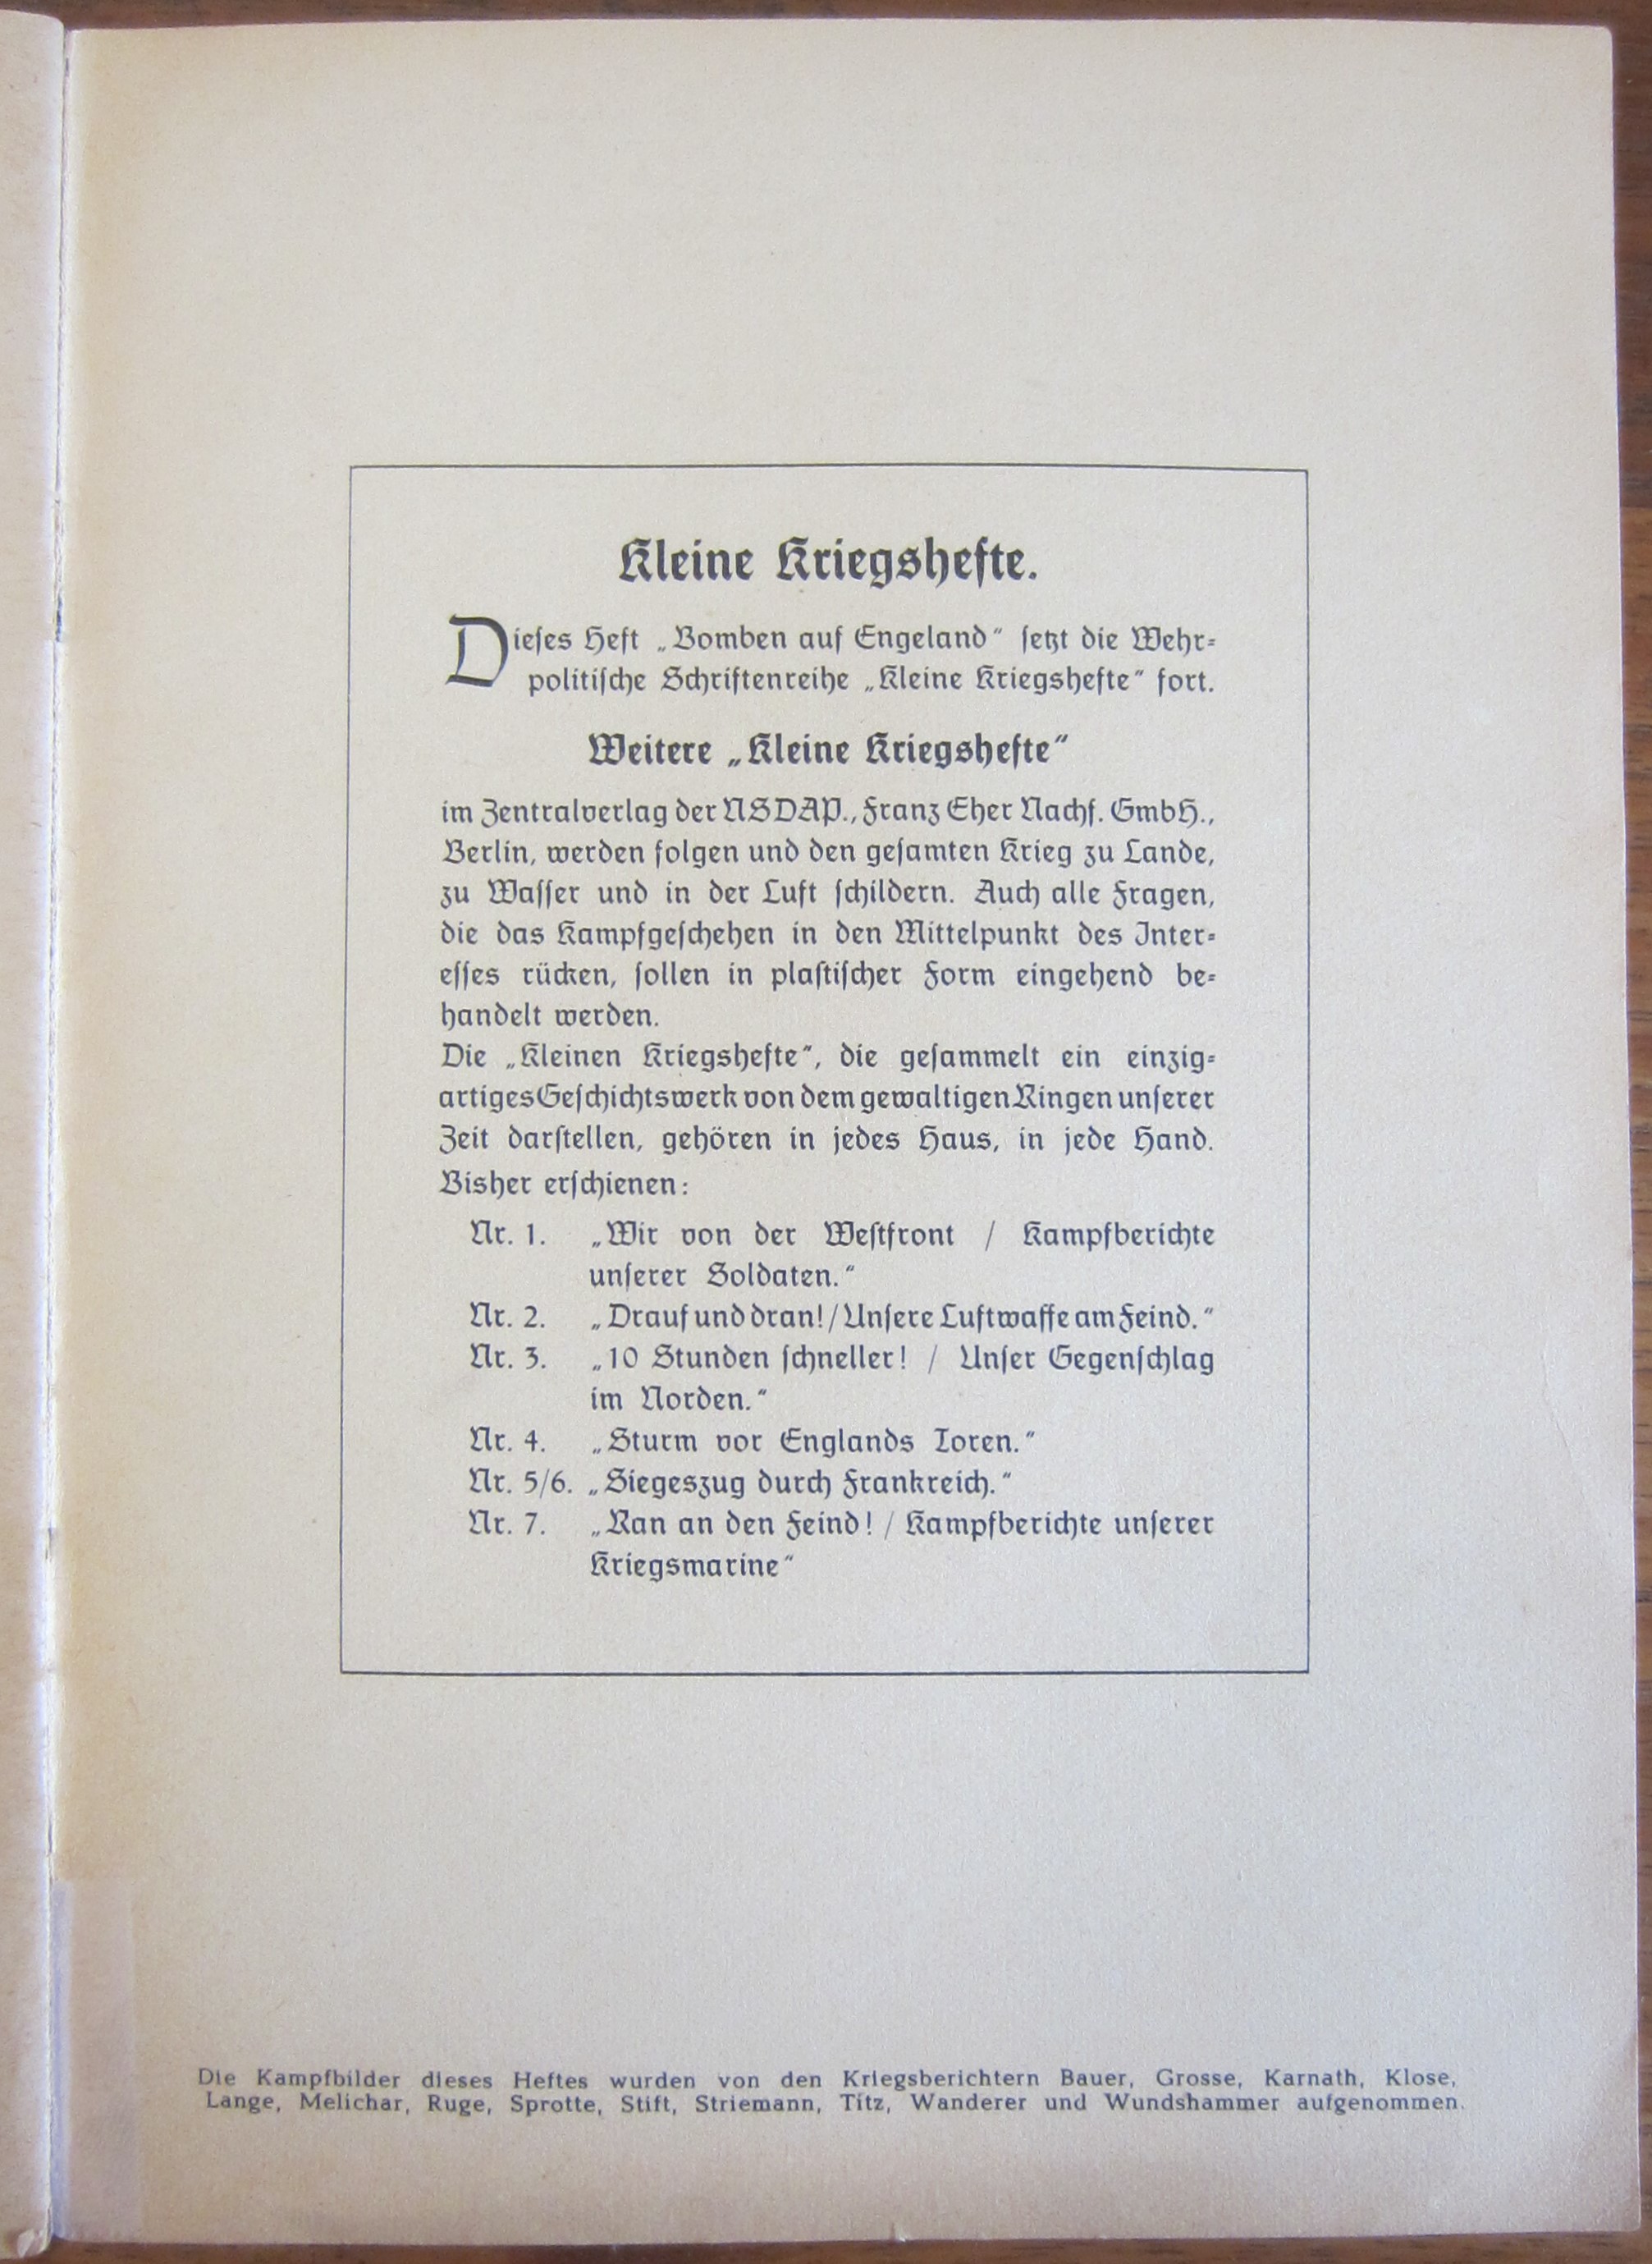 Kleine Kriegshefte.
Dieses Heft „Bomben auf Engeland“ setzt die Wehr-
politische Schriftenreihe „Kleine Kriegshefte“ fort.
Weitere „Kleine Kriegshefte“
im Zentralverlag der NSDAP., Franz Eher Nachf. GmbH.,
Berlin, werden folgen und den gesamten Krieg zu Lande,
zu Wasser und in der Luft schildern. Auch alle Fragen,
die das Kampfgeschehen in den Mittelpunkt des Inter-
esses rücken, sollen in plastischer Form eingehend be-
handelt werden.
Die „Kleinen Kriegshefte“, die gesammelt ein einzig-
artiges Geschichtswerk von dem gewaltigen Ringen unserer
Zeit darstellen, gehören in jedes Haus, in jede Hand.
Bisher erschienen:
Nr. 1. „Wir von der Westfront / Kampfberichte
unserer Soldaten.“
Nr. 2. „Drauf und dran! / Unsere Luftwaffe am Feind.“
Nr. 3. „10 Stunden schneller! / Unser Gegenschlag
im Norden.“
Nr. 4. „Sturm vor Englands Toren.“
Nr. 5/6. „Siegeszug durch Frankreich.“
Nr. 7. „Ran an den Feind! / Kampfberichte unserer
Kriegsmarine“
Die Kampfbilder dieses Heftes wurden von den Kriegsberichtern Bauer, Grosse, Karnath, Klose,
Lange, Melichar, Ruge, Sprotte, Stift, Striemann, Titz, Wanderer und Wundshammer aufgenommen.